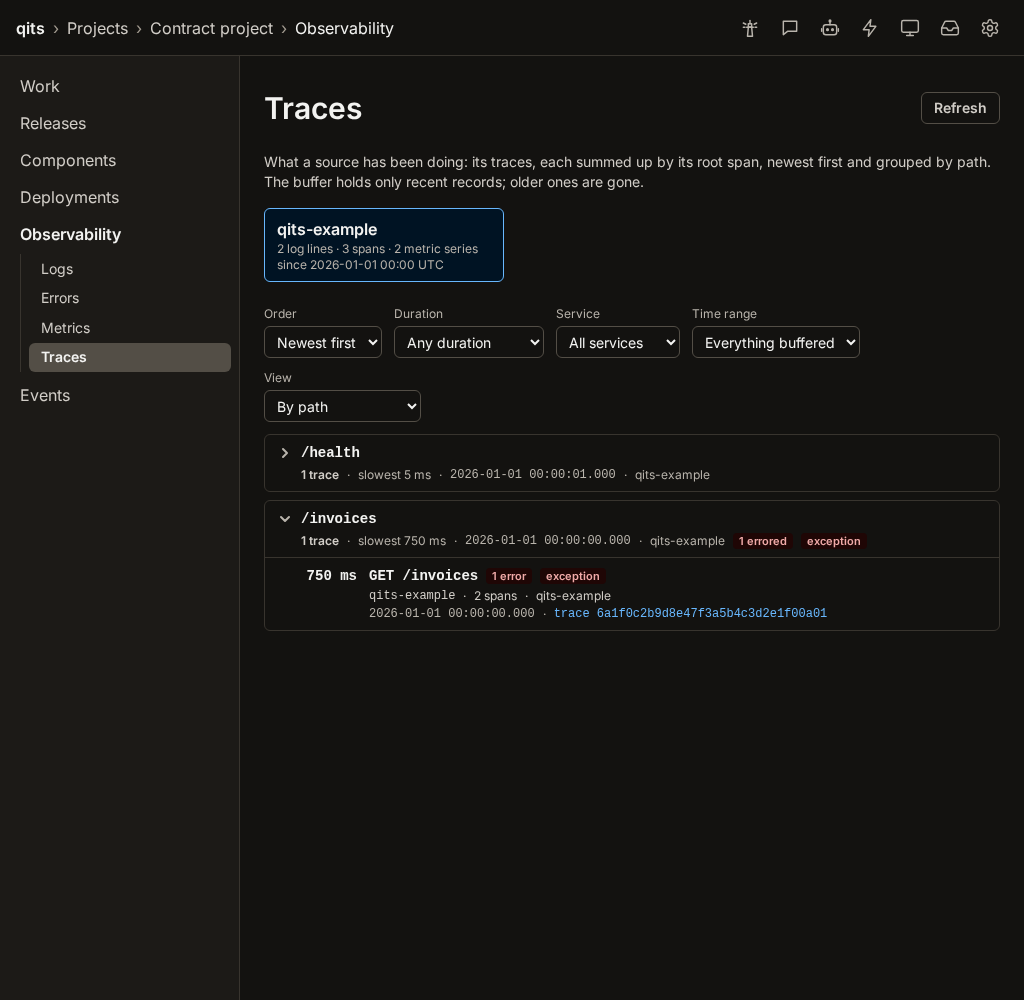 qits › Projects › Contract project › Observability
Work
Releases
Components
Deployments
Observability
Logs
Errors
Metrics
Traces
Events
Traces
Refresh
What a source has been doing: its traces, each summed up by its root span, newest first and grouped by path.
The buffer holds only recent records; older ones are gone.
qits-example
2 log lines · 3 spans · 2 metric series
since 2026-01-01 00:00 UTC
Order Duration Service Time range
Newest first Any duration All services Everything buffered
View
By path
/health
1 trace · slowest 5 ms · 2026-01-01 00:00:01.000 · qits-example
/invoices
1 trace · slowest 750 ms · 2026-01-01 00:00:00.000 · qits-example 1 errored exception
750 ms GET /invoices 1 error exception
qits-example · 2 spans · qits-example
2026-01-01 00:00:00.000 · trace 6a1f0c2b9d8e47f3a5b4c3d2e1f00a01